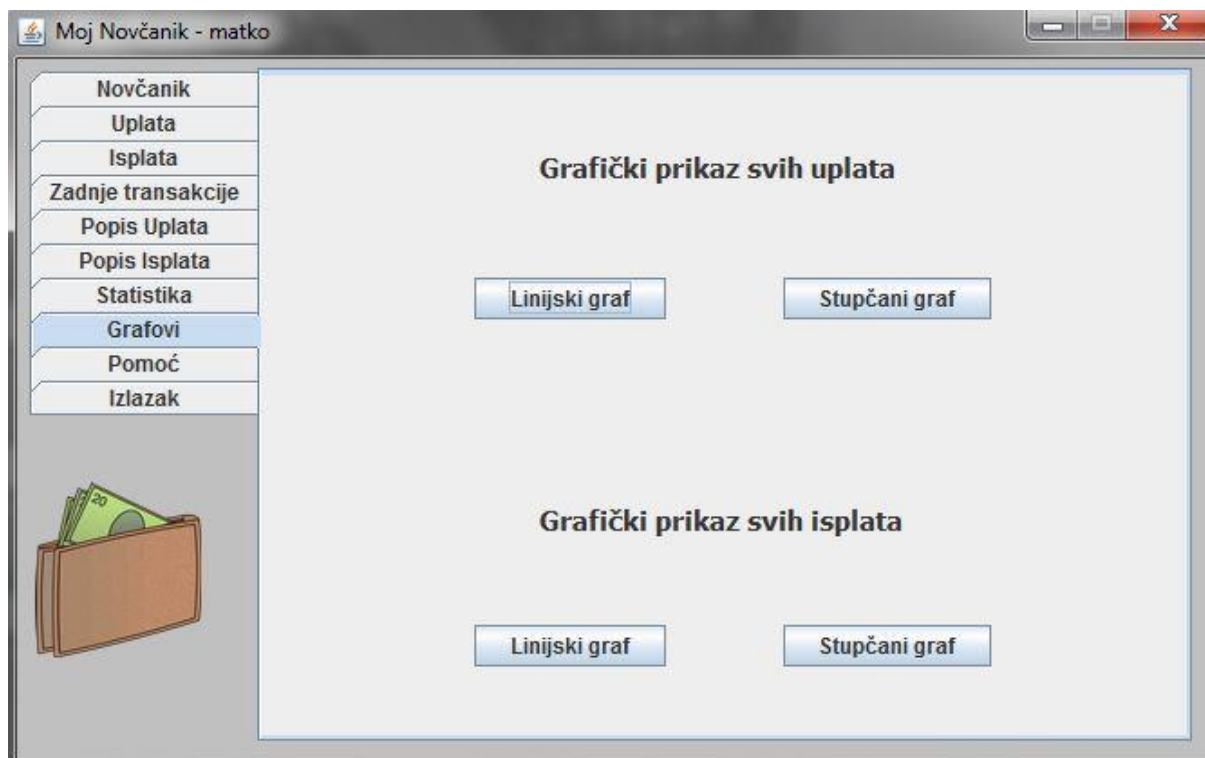 Moj Novčanik - matko
Novčanik
Uplata
Isplata
Zadnje transakcije
Popis Uplata
Popis Isplata
Statistika
Grafovi
Pomoć
Izlazak
20
Grafički prikaz svih uplata
Linijski graf Stupčani graf
Grafički prikaz svih isplata
Linijski graf Stupčani graf